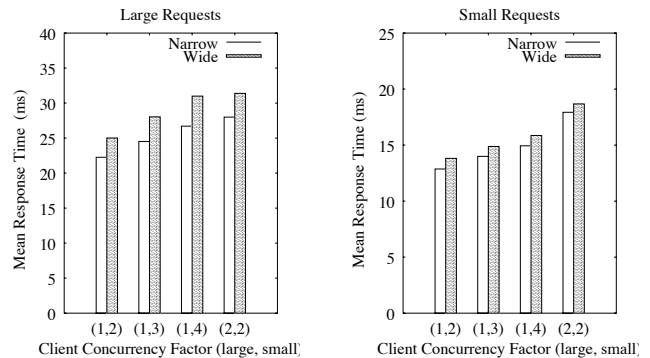 Large Requests
40
35
30
25
20
15
10
5
0
Mean Response Time (ms)
Narrow
Wide
(1,2) (1,3) (1,4) (2,2)
Client Concurrency Factor (large, small)
Small Requests
25
20
15
10
5
0
Mean Response Time (ms)
Narrow
Wide
(1,2) (1,3) (1,4) (2,2)
Client Concurrency Factor (large, small)